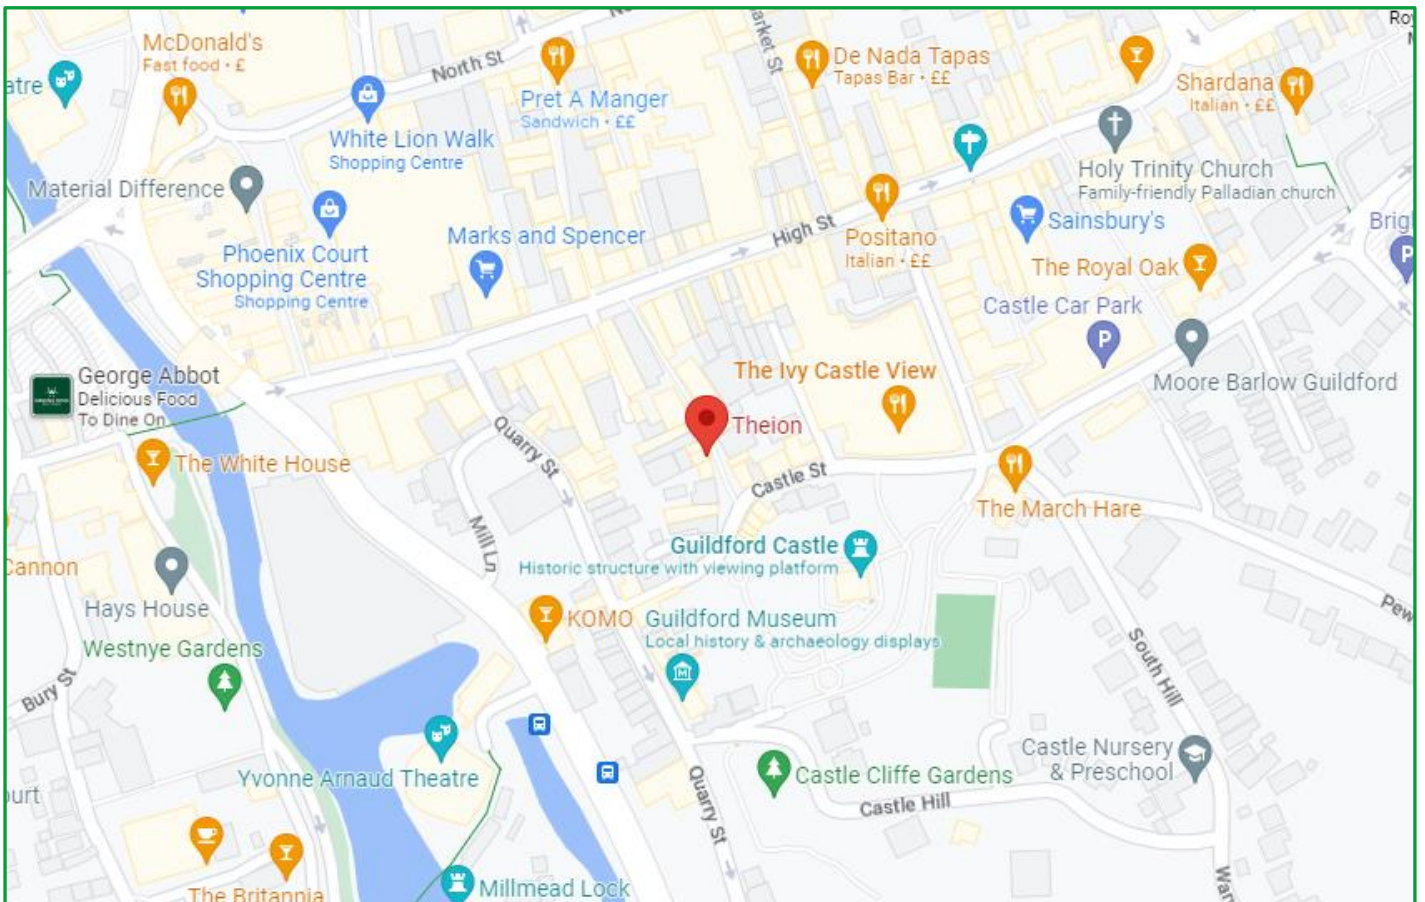 McDonald's
Fast food • £
atre
North St
White Lion Walk
Shopping Centre
Pret A Manger
Sandwich • ££
arket St
De Nada Tapas
Tapas Bar • ££
Shardana
Italian • ££
Holy Trinity Church
Family-friendly Palladian church
Material Difference
Phoenix Court
Shopping Centre
Shopping Centre
Marks and Spencer
High St
Positano
Italian • ££
Sainsbury's
The Royal Oak
Castle Car Park
P
Brigl
P
Moore Barlow Guildford
George Abbot
Delicious Food
To Dine On
The Ivy Castle View
Theion
Quarry St
Castle St
The White House
The March Hare
Mill Ln
Guildford Castle
Historic structure with viewing platform
Cannon
Hays House
KOMO
Guildford Museum
Local history & archaeology displays
M
Westnye Gardens
Bury St
Pew
South Hill
Yvonne Arnaud Theatre
Castle Cliffe Gardens
Castle Nursery
& Preschool
Quarry St
Castle Hill
ourt
The Britannia
Millmead Lock
War